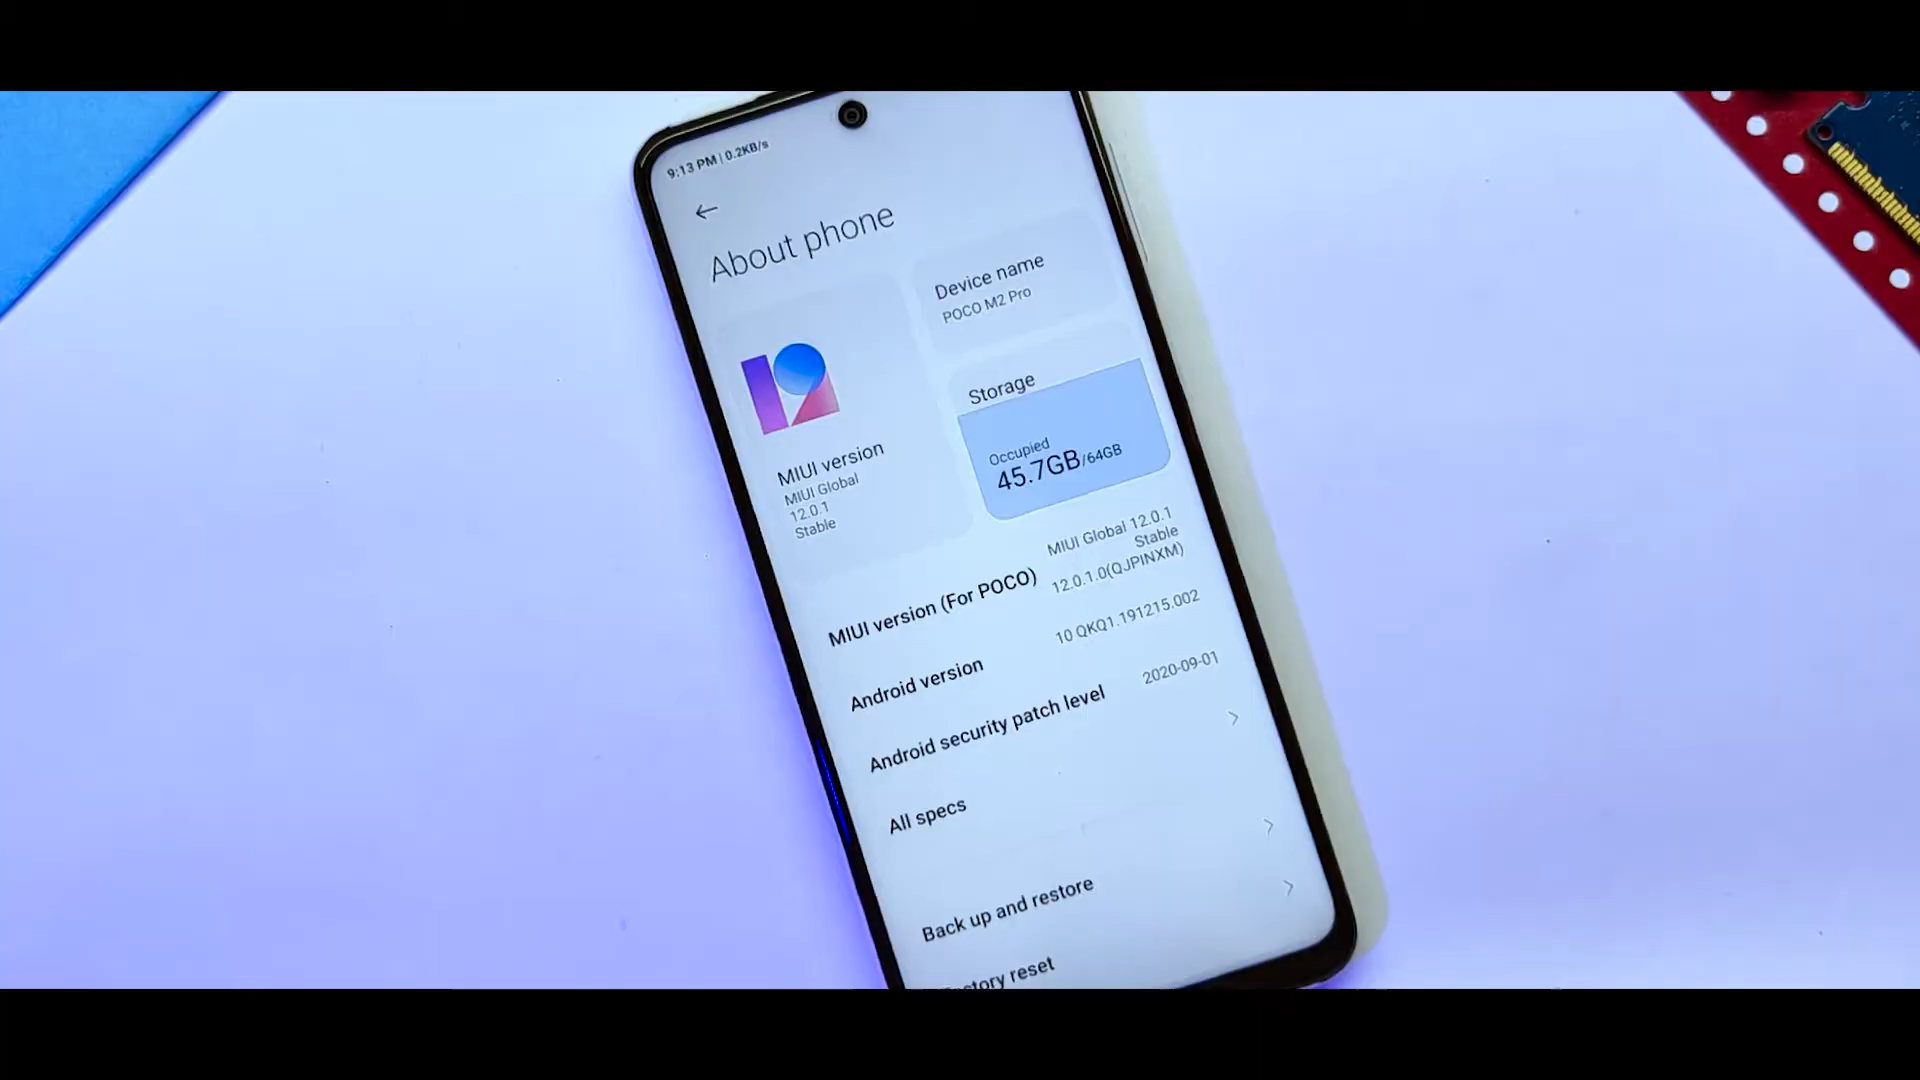 9:13 PM | 0.2KB/s
About phone
Device name
POCO M2 Pro
MIUI version
MIUI Global
12.0.1
Stable
Storage
Occupied
45.7GB/64GB
MIUI version (For POCO)
MIUI Global 12.0.1
Stable
12.0.1.0(QJPINXM)
Android version
10 QKQ1.191215.002
Android security patch level
2020-09-01
All specs
Back up and restore
Factory reset